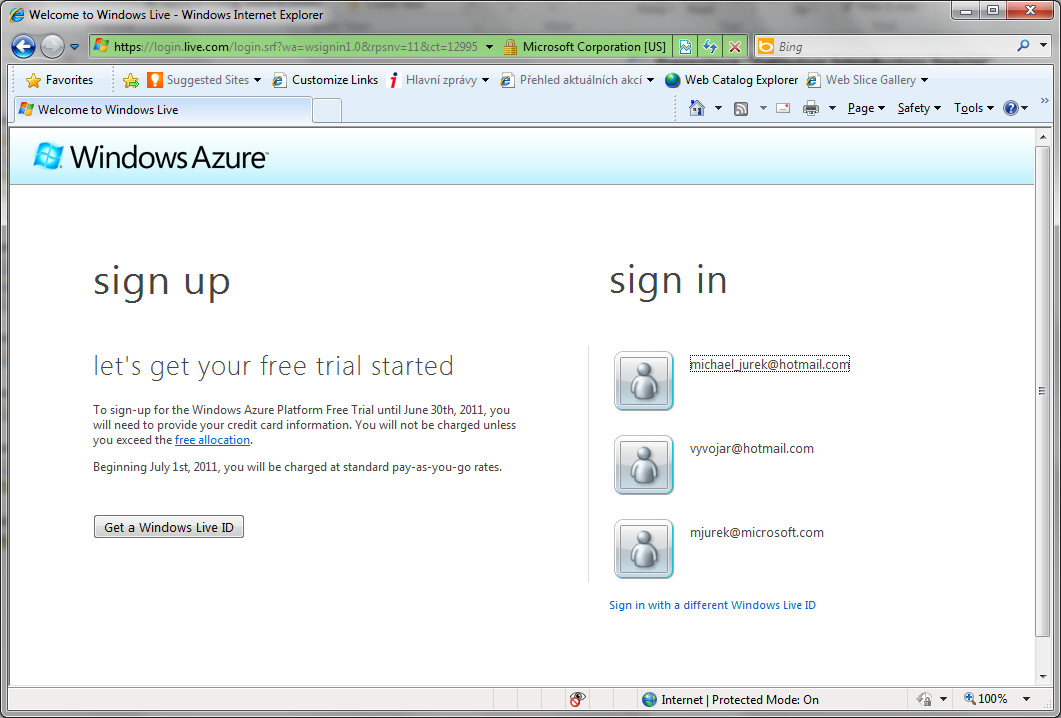 Welcome to Windows Live - Windows Internet Explorer
https://login.live.com/login.srf?wa=wsignin1.0&rpsnv=11&ct=12995
Microsoft Corporation [US]
Bing
Favorites
Suggested Sites
Customize Links
Hlavní zprávy
Přehled aktuálních akcí
Web Catalog Explorer
Web Slice Gallery
Welcome to Windows Live
Page
Safety
Tools
Windows Azure™
sign up
let's get your free trial started
To sign-up for the Windows Azure Platform Free Trial until June 30th, 2011, you
will need to provide your credit card information. You will not be charged unless
you exceed the free allocation.
Beginning July 1st, 2011, you will be charged at standard pay-as-you-go rates.
Get a Windows Live ID
sign in
michael_jurek@hotmail.com
vyvojar@hotmail.com
mjurek@microsoft.com
Sign in with a different Windows Live ID
Internet | Protected Mode: On
100%